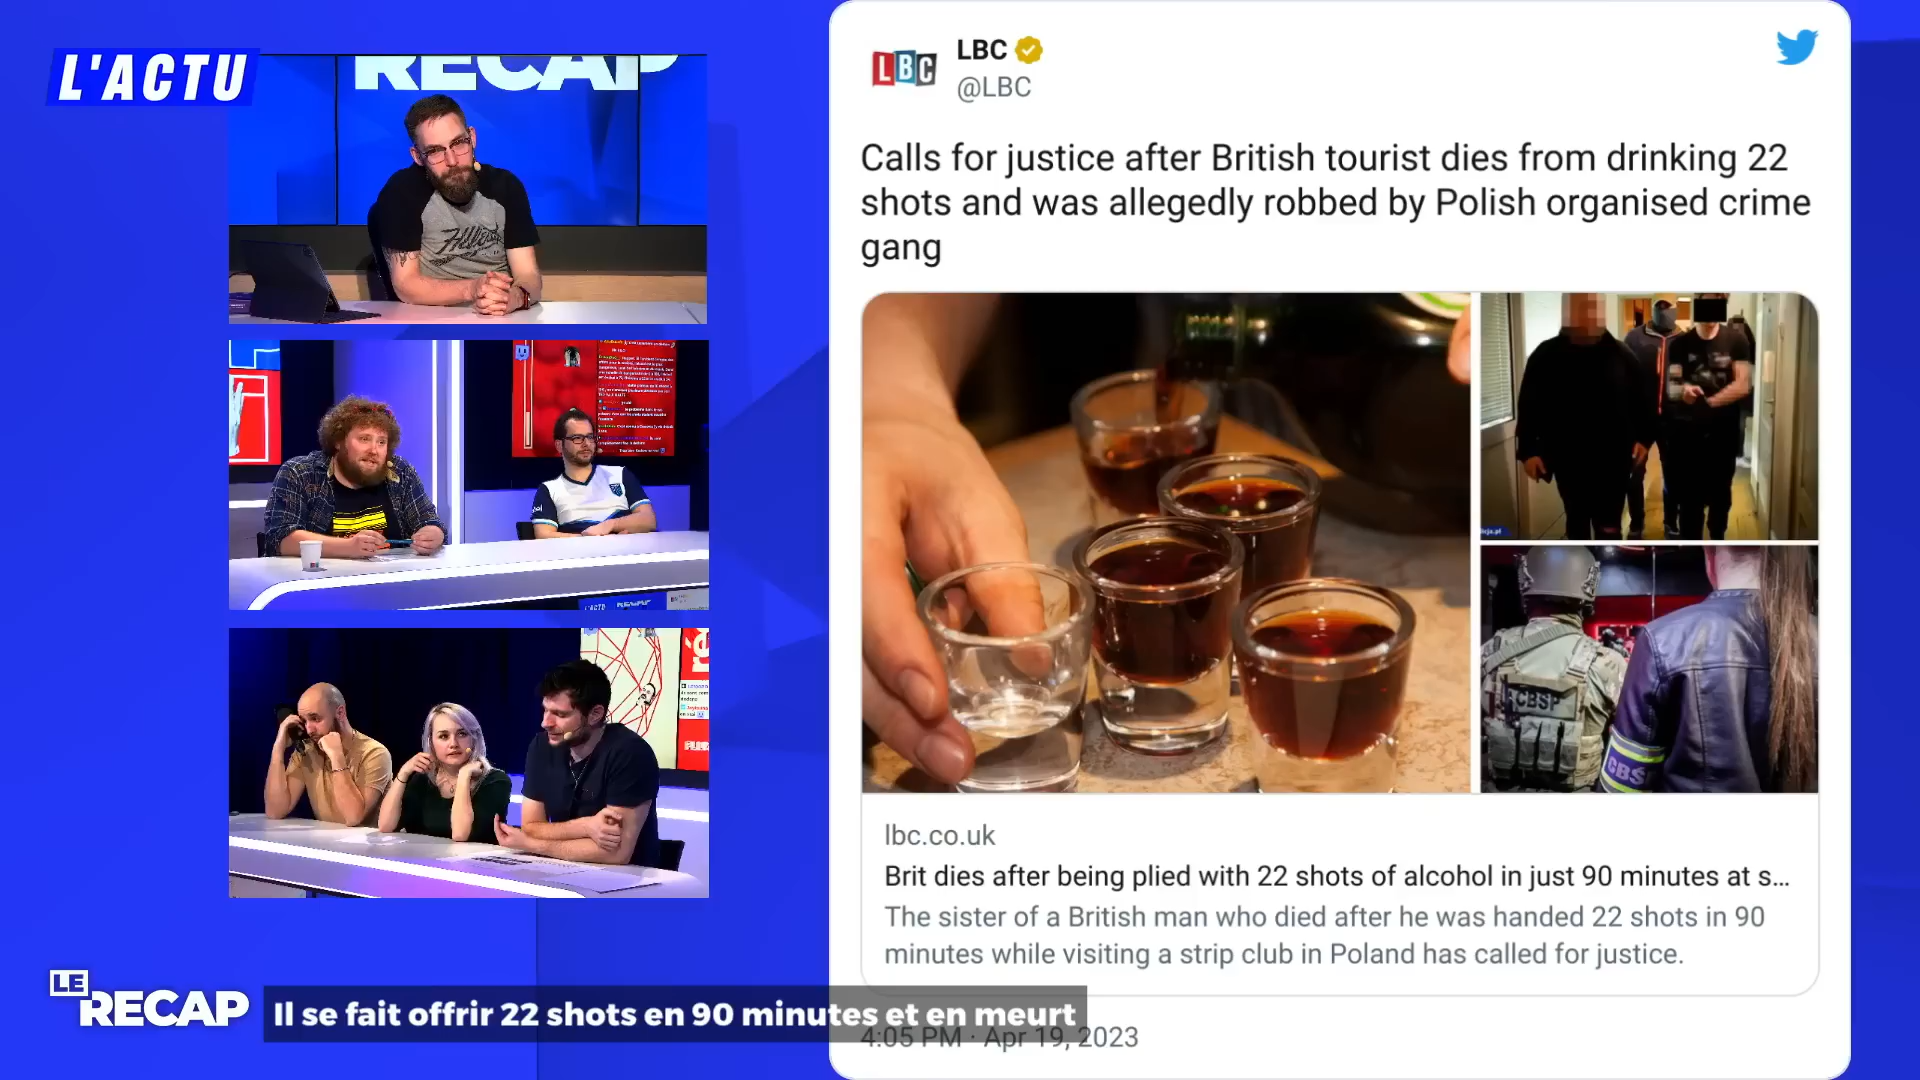 L'ACTU
RECAP
LBC
LBC
@LBC
Calls for justice after British tourist dies from drinking 22
shots and was allegedly robbed by Polish organised crime
gang
CBSP
CBŚ
lbc.co.uk
Brit dies after being plied with 22 shots of alcohol in just 90 minutes at s...
The sister of a British man who died after he was handed 22 shots in 90
minutes while visiting a strip club in Poland has called for justice.
LE
RECAP
Il se fait offrir 22 shots en 90 minutes et en meurt
4:05 PM · Apr 19, 2023